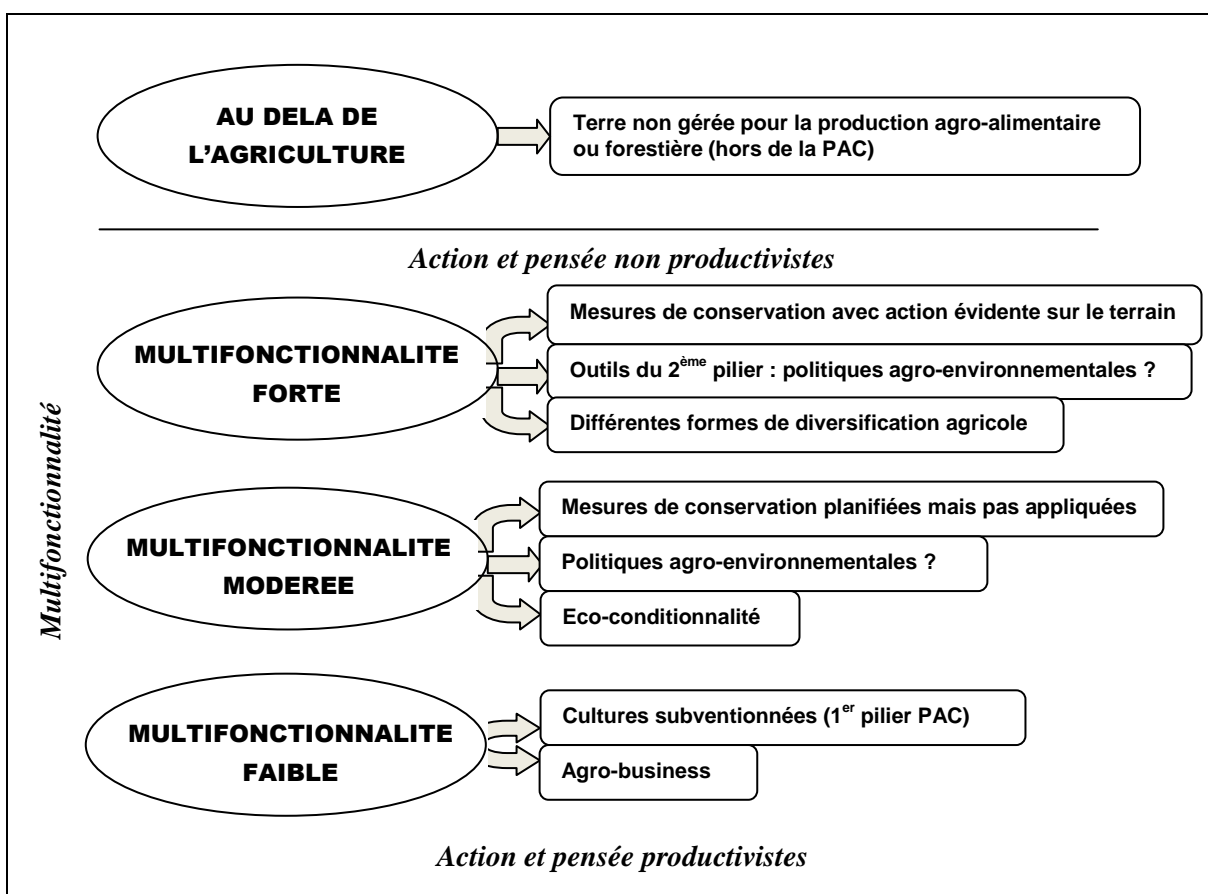 AU DELA DE
L'AGRICULTURE
Terre non gérée pour la production agro-alimentaire
ou forestière (hors de la PAC)
Action et pensée non productivistes
Multifonctionnalité
MULTIFONCTIONNALITE
FORTE
Mesures de conservation avec action évidente sur le terrain
Outils du 2ème pilier : politiques agro-environnementales ?
Différentes formes de diversification agricole
MULTIFONCTIONNALITE
MODEREE
Mesures de conservation planifiées mais pas appliquées
Politiques agro-environnementales ?
Eco-conditionnalité
MULTIFONCTIONNALITE
FAIBLE
Cultures subventionnées (1er pilier PAC)
Agro-business
Action et pensée productivistes